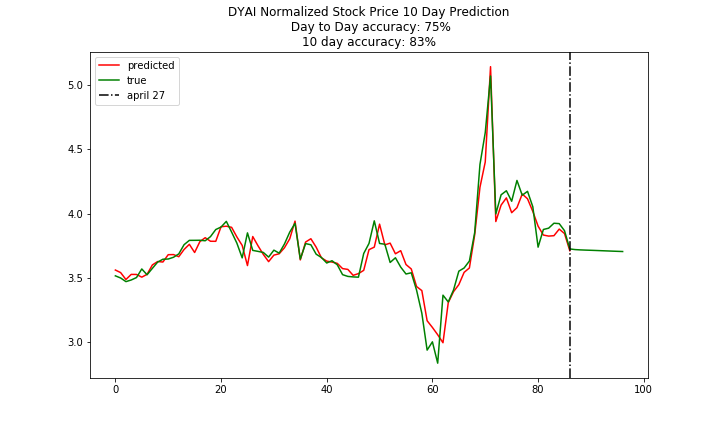 DYAI Normalized Stock Price 10 Day Prediction
Day to Day accuracy: 75%
10 day accuracy: 83%
predicted
true
april 27
5.0
4.5
4.0
3.5
3.0
0 20 40 60 80 100